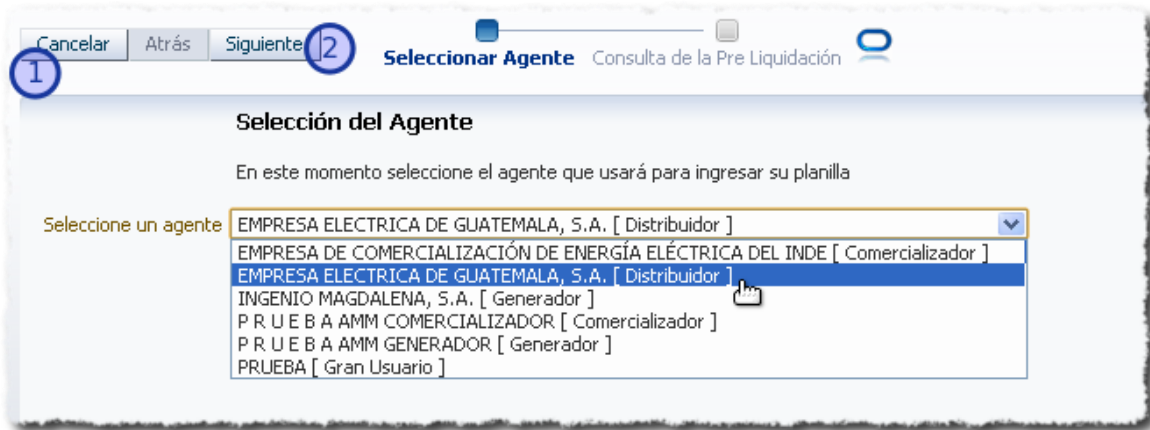 Cancelar Atrás Siguiente 2 Seleccionar Agente Consulta de la Pre Liquidación
1
Selección del Agente
En este momento seleccione el agente que usará para ingresar su planilla
Seleccione un agente EMPRESA ELECTRICA DE GUATEMALA, S.A. [ Distribuidor ]
EMPRESA DE COMERCIALIZACIÓN DE ENERGÍA ELÉCTRICA DEL INDE [ Comercializador ]
EMPRESA ELECTRICA DE GUATEMALA, S.A. [ Distribuidor ]
INGENIO MAGDALENA, S.A. [ Generador ]
P R U E B A AMM COMERCIALIZADOR [ Comercializador ]
P R U E B A AMM GENERADOR [ Generador ]
PRUEBA [ Gran Usuario ]